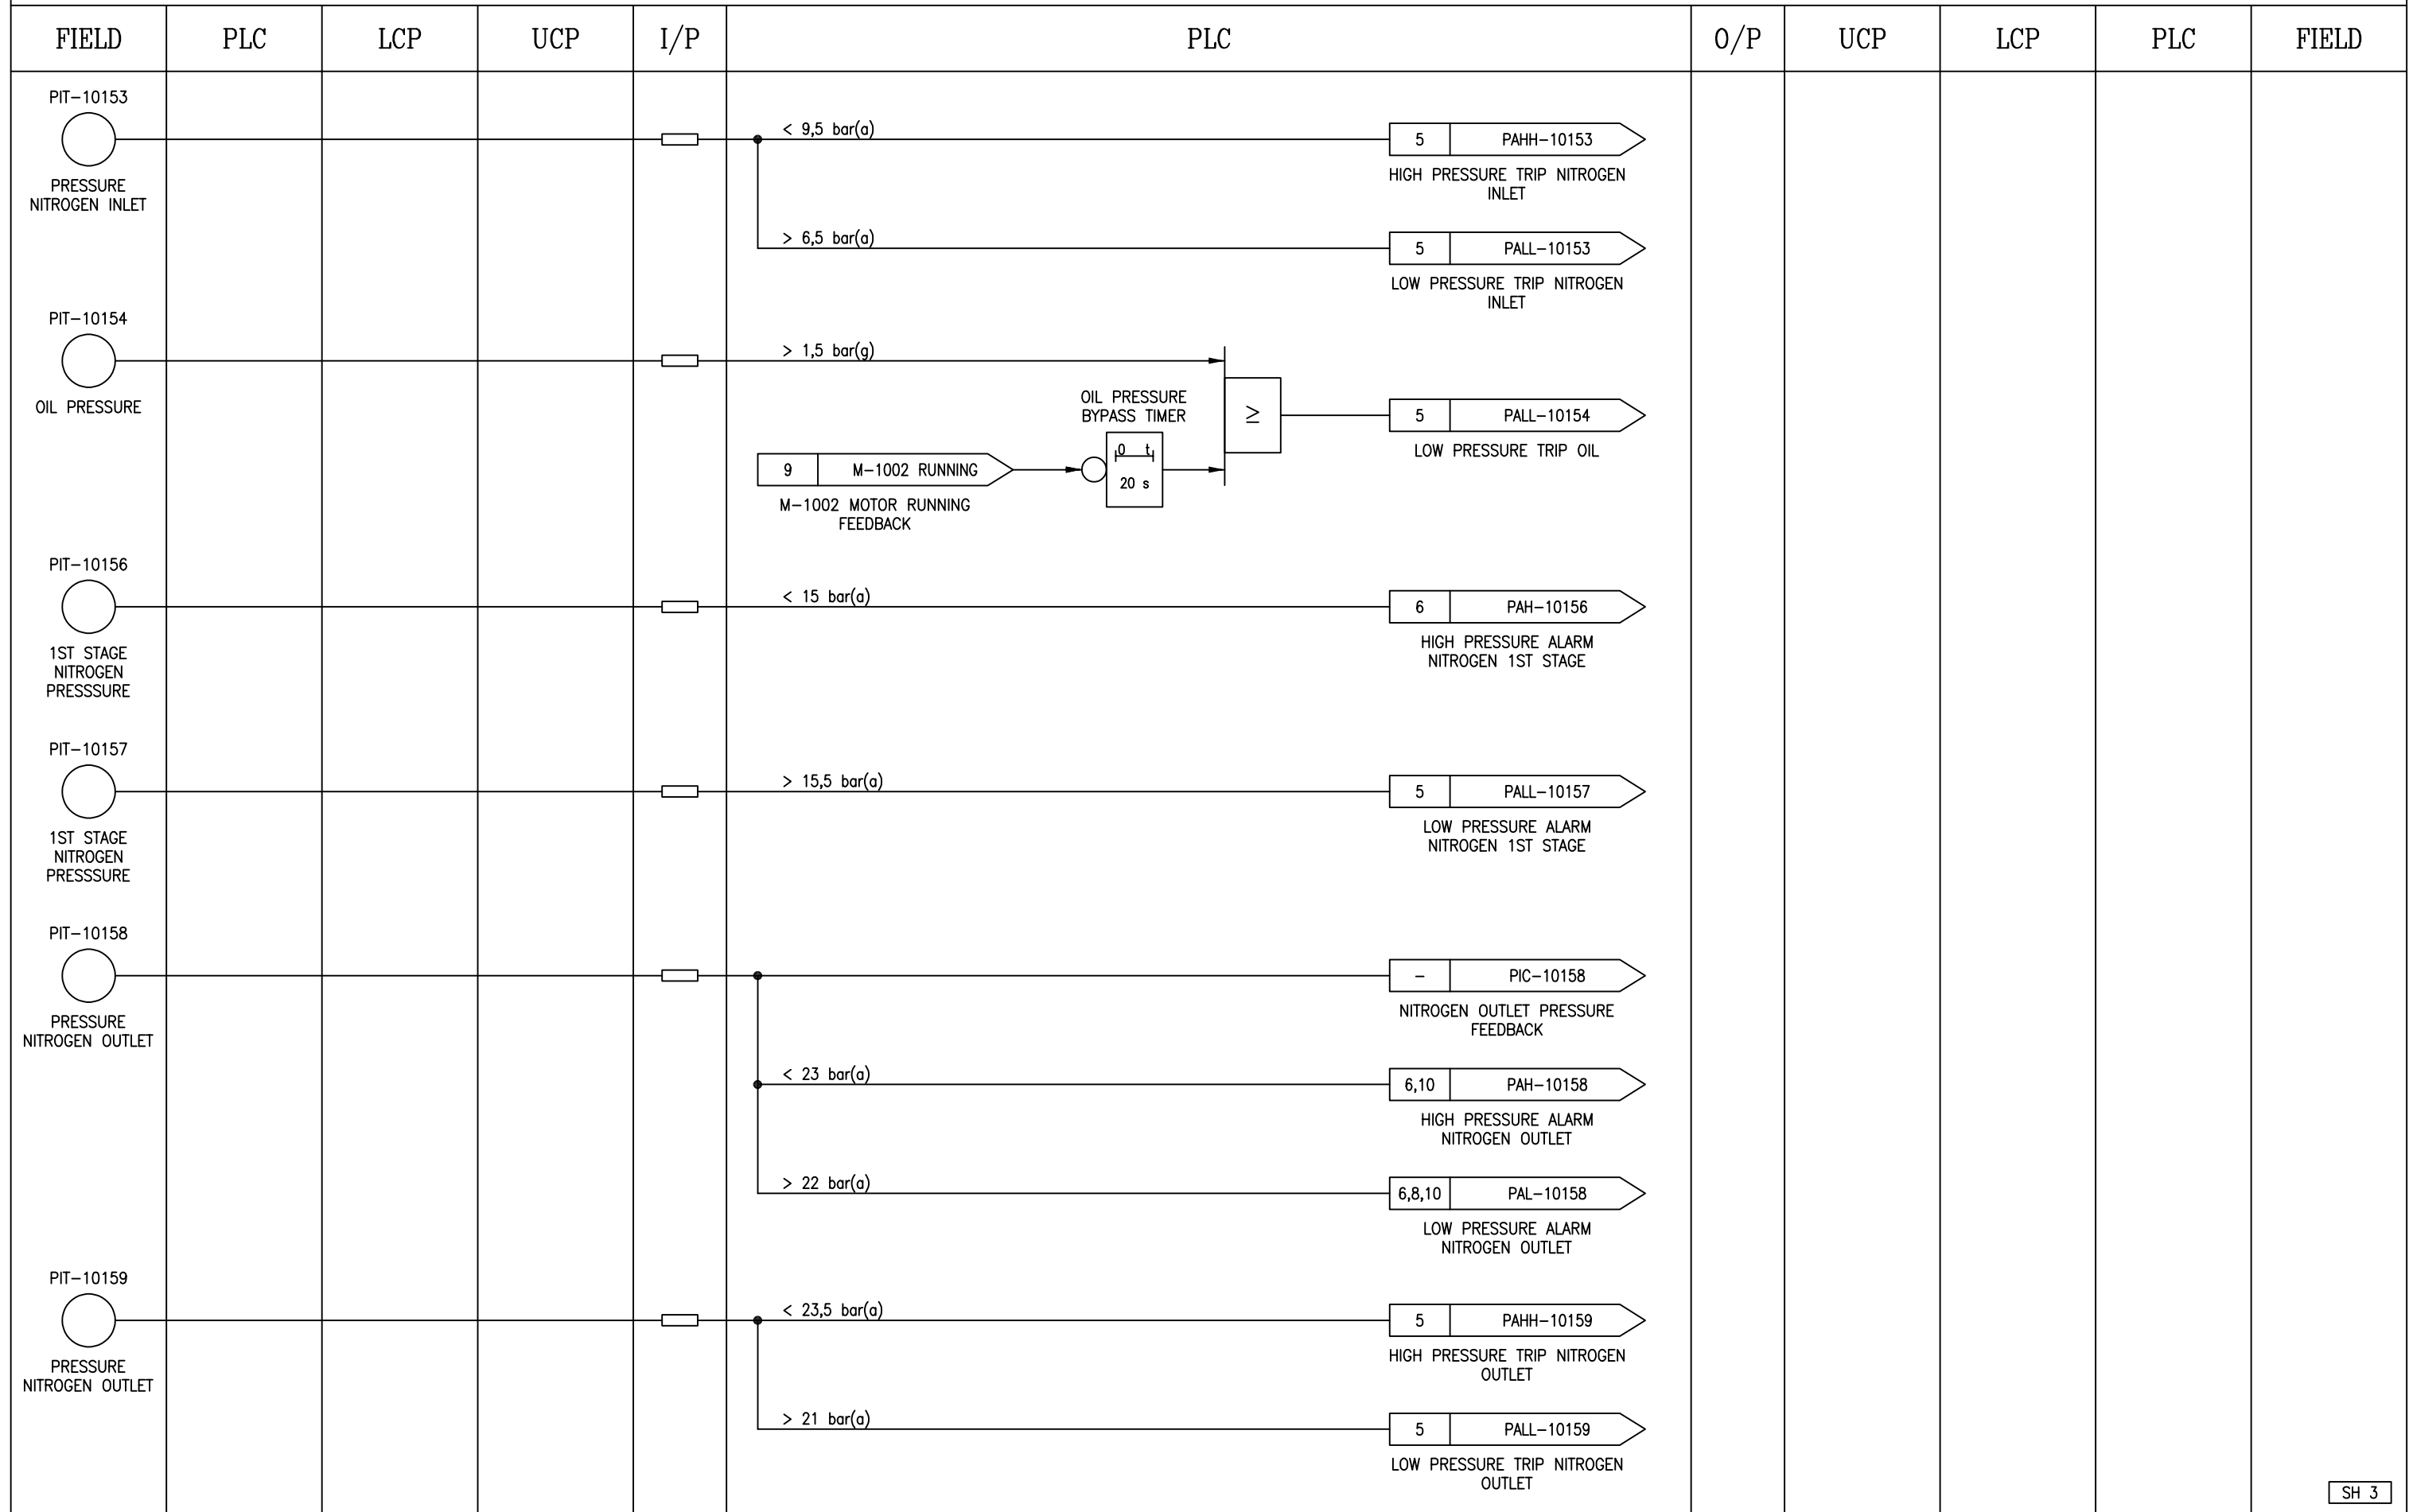 FIELD PLC LCP UCP I/P PLC O/P UCP LCP PLC FIELD
PIT-10153
PRESSURE
NITROGEN INLET
< 9,5 bar(a)
5 PAHH-10153
HIGH PRESSURE TRIP NITROGEN
INLET
> 6,5 bar(a)
5 PALL-10153
LOW PRESSURE TRIP NITROGEN
INLET
PIT-10154
OIL PRESSURE
> 1,5 bar(g)
OIL PRESSURE
BYPASS TIMER
0 t
20 s
≥
9 M-1002 RUNNING
M-1002 MOTOR RUNNING
FEEDBACK
5 PALL-10154
LOW PRESSURE TRIP OIL
PIT-10156
1ST STAGE
NITROGEN
PRESSSURE
< 15 bar(a)
6 PAH-10156
HIGH PRESSURE ALARM
NITROGEN 1ST STAGE
PIT-10157
1ST STAGE
NITROGEN
PRESSSURE
> 15,5 bar(a)
5 PALL-10157
LOW PRESSURE ALARM
NITROGEN 1ST STAGE
PIT-10158
PRESSURE
NITROGEN OUTLET
- PIC-10158
NITROGEN OUTLET PRESSURE
FEEDBACK
< 23 bar(a)
6,10 PAH-10158
HIGH PRESSURE ALARM
NITROGEN OUTLET
> 22 bar(a)
6,8,10 PAL-10158
LOW PRESSURE ALARM
NITROGEN OUTLET
PIT-10159
PRESSURE
NITROGEN OUTLET
< 23,5 bar(a)
5 PAHH-10159
HIGH PRESSURE TRIP NITROGEN
OUTLET
> 21 bar(a)
5 PALL-10159
LOW PRESSURE TRIP NITROGEN
OUTLET
SH 3